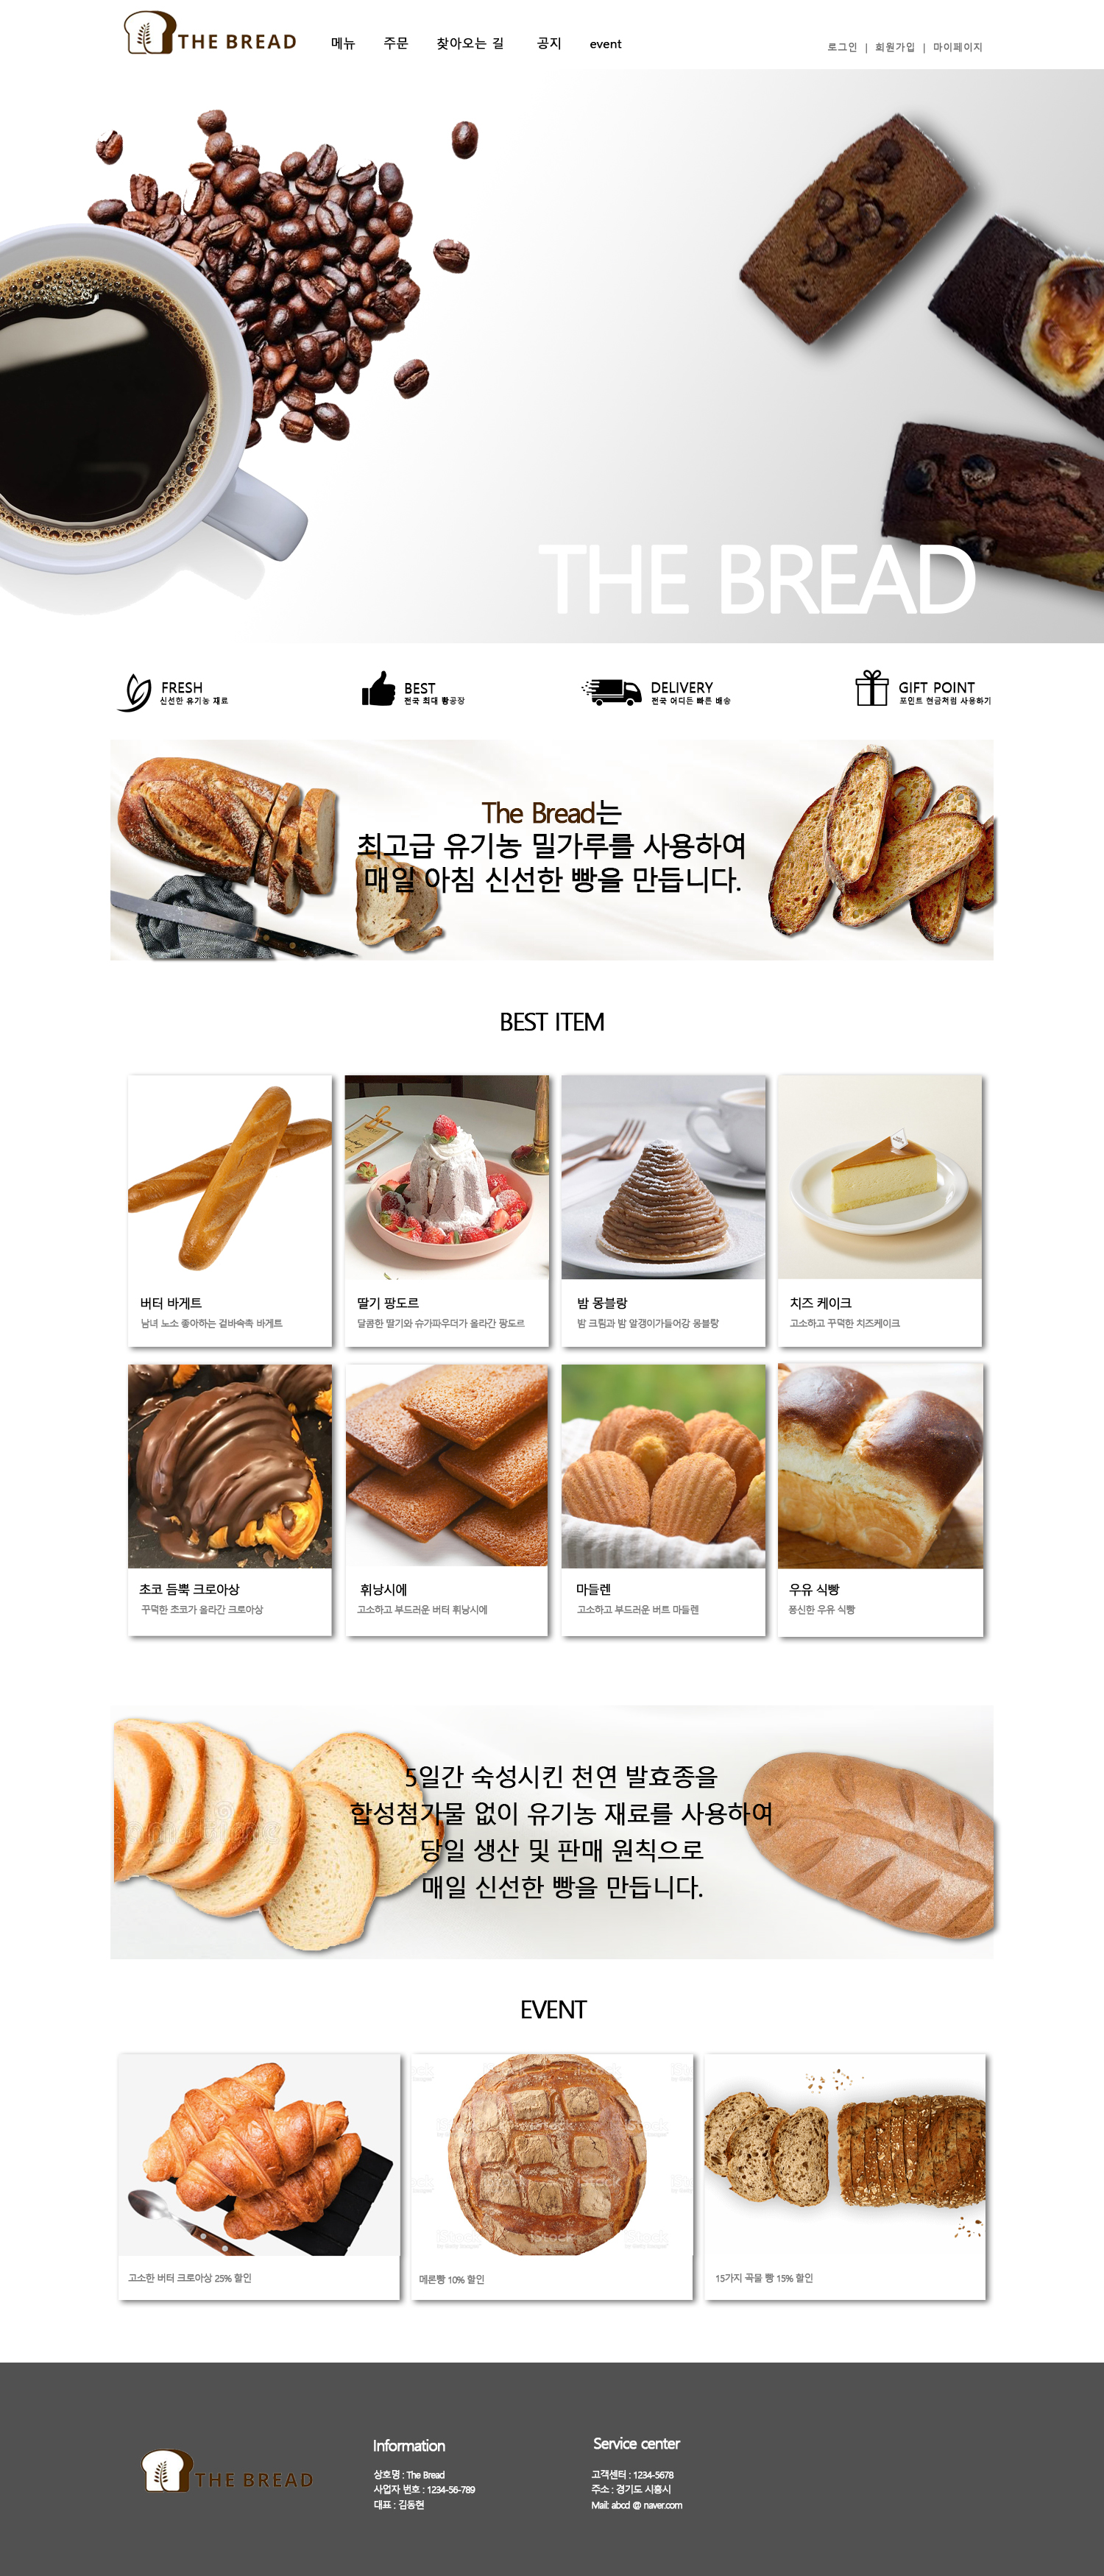 THE BREAD
메뉴 주문 찾아오는 길 공지 event
로그인 | 회원가입 | 마이페이지
THE BREAD
FRESH
신선한 유기농 재료
BEST
전국 최대 빵공장
DELIVERY
전국 어디든 빠른 배송
GIFT POINT
포인트 현금처럼 사용하기
The Bread는
최고급 유기농 밀가루를 사용하여
매일 아침 신선한 빵을 만듭니다.
BEST ITEM
버터 바게트
남녀 노소 좋아하는 겉바속촉 바게트
딸기 팡도르
달콤한 딸기와 슈가파우더가 올라간 팡도르
밤 몽블랑
밤 크림과 밤 알갱이가들어강 몽블랑
치즈 케이크
고소하고 꾸덕한 치즈케이크
초코 듬뿍 크로아상
꾸덕한 초코가 올라간 크로아상
휘낭시에
고소하고 부드러운 버터 휘낭시에
마들렌
고소하고 부드러운 버트 마들렌
우유 식빵
퐁신한 우유 식빵
5일간 숙성시킨 천연 발효종을
합성첨가물 없이 유기농 재료를 사용하여
당일 생산 및 판매 원칙으로
매일 신선한 빵을 만듭니다.
EVENT
고소한 버터 크로아상 25% 할인
메론빵 10% 할인
15가지 곡물 빵 15% 할인
THE BREAD
Information
상호명 : The Bread
사업자 번호 : 1234-56-789
대표 : 김동현
Service center
고객센터 : 1234-5678
주소 : 경기도 시흥시
Mail: abcd @ naver.com